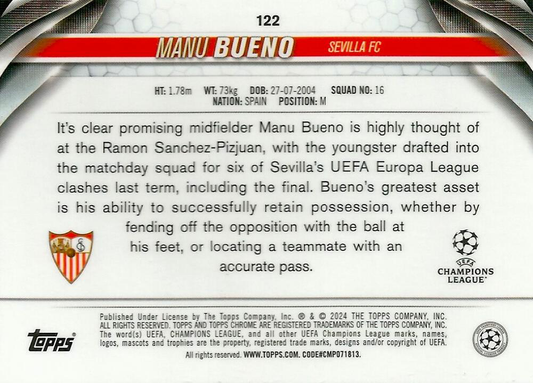 122
MANU BUENO
SEVILLA FC
HT: 1.78m WT: 73kg DOB: 27-07-2004 SQUAD NO: 16
NATION: SPAIN POSITION: M
It's clear promising midfielder Manu Bueno is highly thought of
at the Ramon Sanchez-Pizjuan, with the youngster drafted into
the matchday squad for six of Sevilla's UEFA Europa League
clashes last term, including the final. Bueno's greatest asset
is his ability to successfully retain possession, whether by
fending off the opposition with the ball at
his feet, or locating a teammate with an
accurate pass.
UEFA
CHAMPIONS
LEAGUE
Topps
Published Under License by The Topps Company, Inc. ® & © 2024 THE TOPPS COMPANY, INC.
ALL RIGHTS RESERVED. TOPPS AND TOPPS CHROME ARE REGISTERED TRADEMARKS OF THE TOPPS COMPANY, INC.
The word(s) UEFA, CHAMPIONS LEAGUE, and all other UEFA Champions League marks, names,
logos, mascots and trophies are the property, registered trade marks, designs and/or copyright of UEFA.
All rights reserved. WWW.TOPPS.COM. CODE#CMP071813.